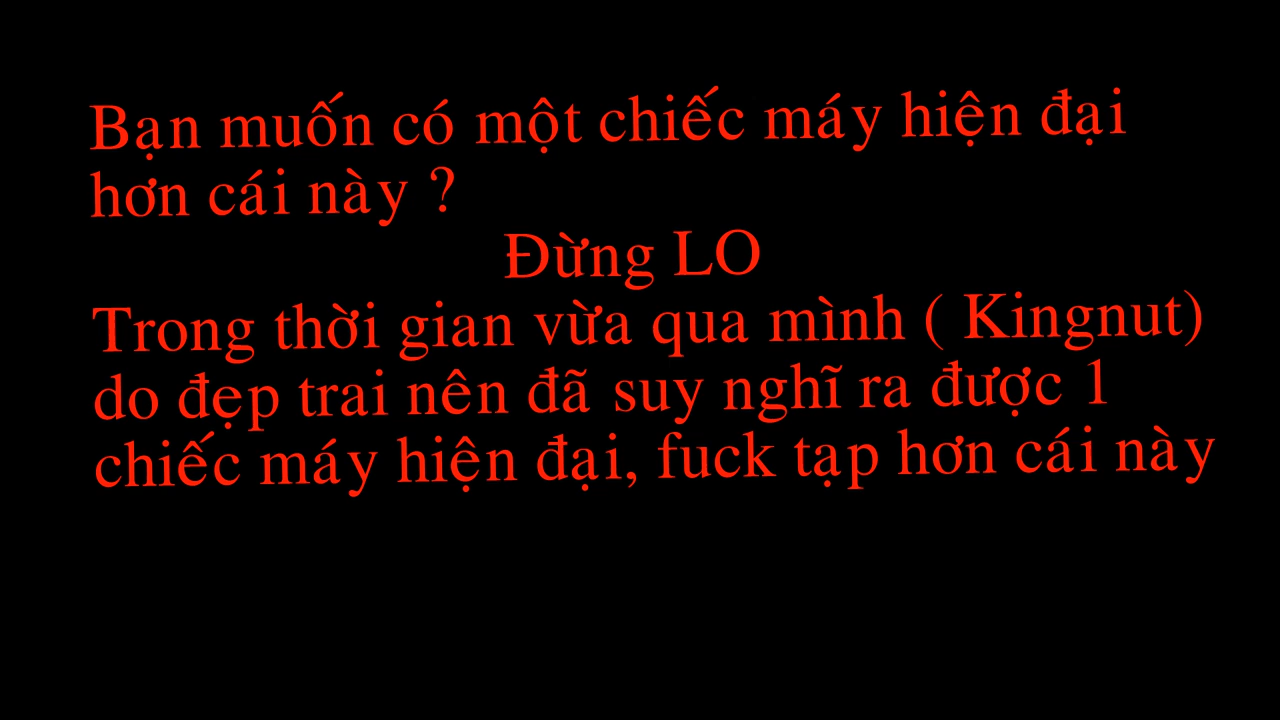 Bạn muốn có một chiếc máy hiện đại
hơn cái này ?
Đừng LO
Trong thời gian vừa qua mình ( Kingnut)
do đẹp trai nên đã suy nghĩ ra được 1
chiếc máy hiện đại, fuck tạp hơn cái này